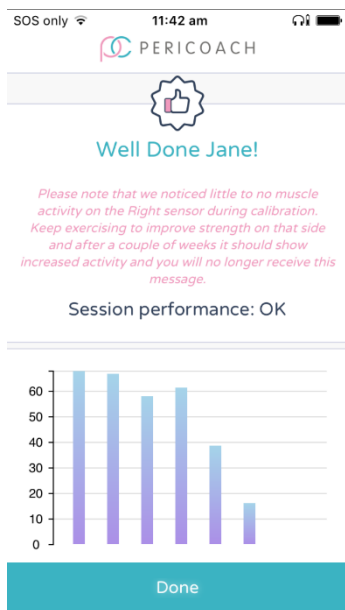 SOS only 11:42 am
PERICOACH
Well Done Jane!
Please note that we noticed little to no muscle
activity on the Right sensor during calibration.
Keep exercising to improve strength on that side
and after a couple of weeks it should show
increased activity and you will no longer receive this
message.
Session performance: OK
60
50
40
30
20
10
0
Done